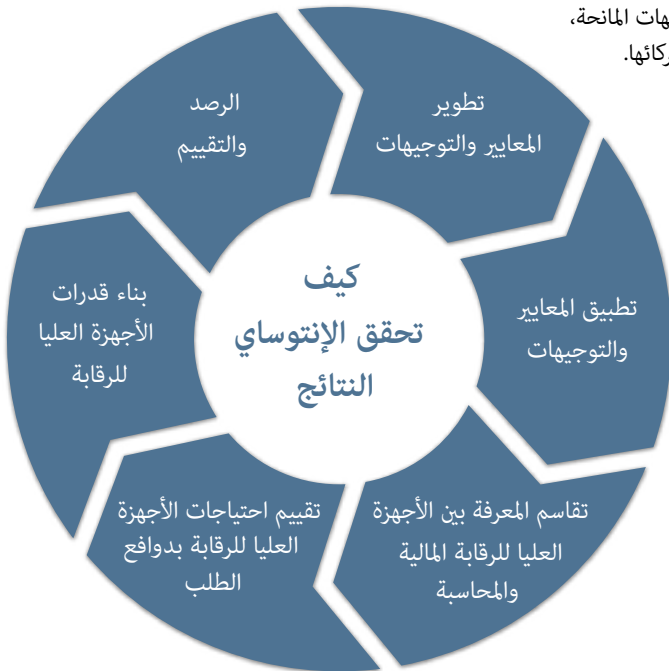 هات المانحة،
ركائها.
تطوير
المعايير والتوجيهات
تطبيق المعايير
والتوجيهات
تقاسم المعرفة بين الأجهزة
العليا للرقابة المالية
والمحاسبة
تقييم احتياجات الأجهزة
العليا للرقابة بدوافع
الطلب
بناء قدرات
الأجهزة العليا
للرقابة
الرصد
والتقييم
كيف
تحقق الإنتوساي
النتائج